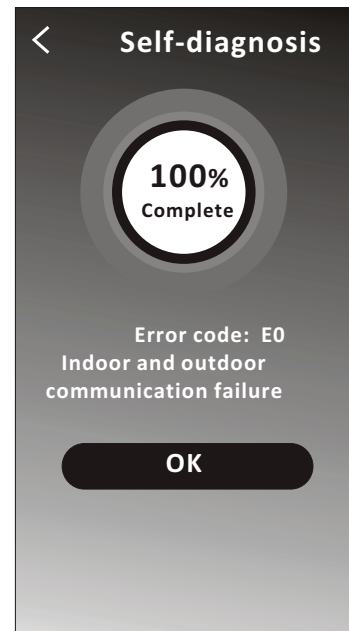 Self-diagnosis
100%
Complete
Error code: E0
Indoor and outdoor
communication failure
OK